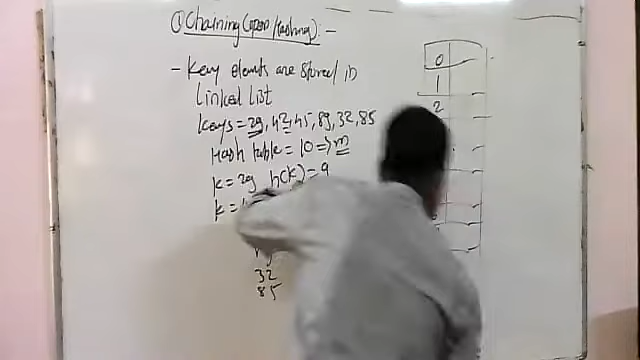 ① Chaining (open Hashing) :-
- Key elements are stored in
Linked List
keys = 29, 42, 45, 89, 32, 85
Hash table = 10 => m
k = 29 h(k) = 9
k =
32
85
0
1
2